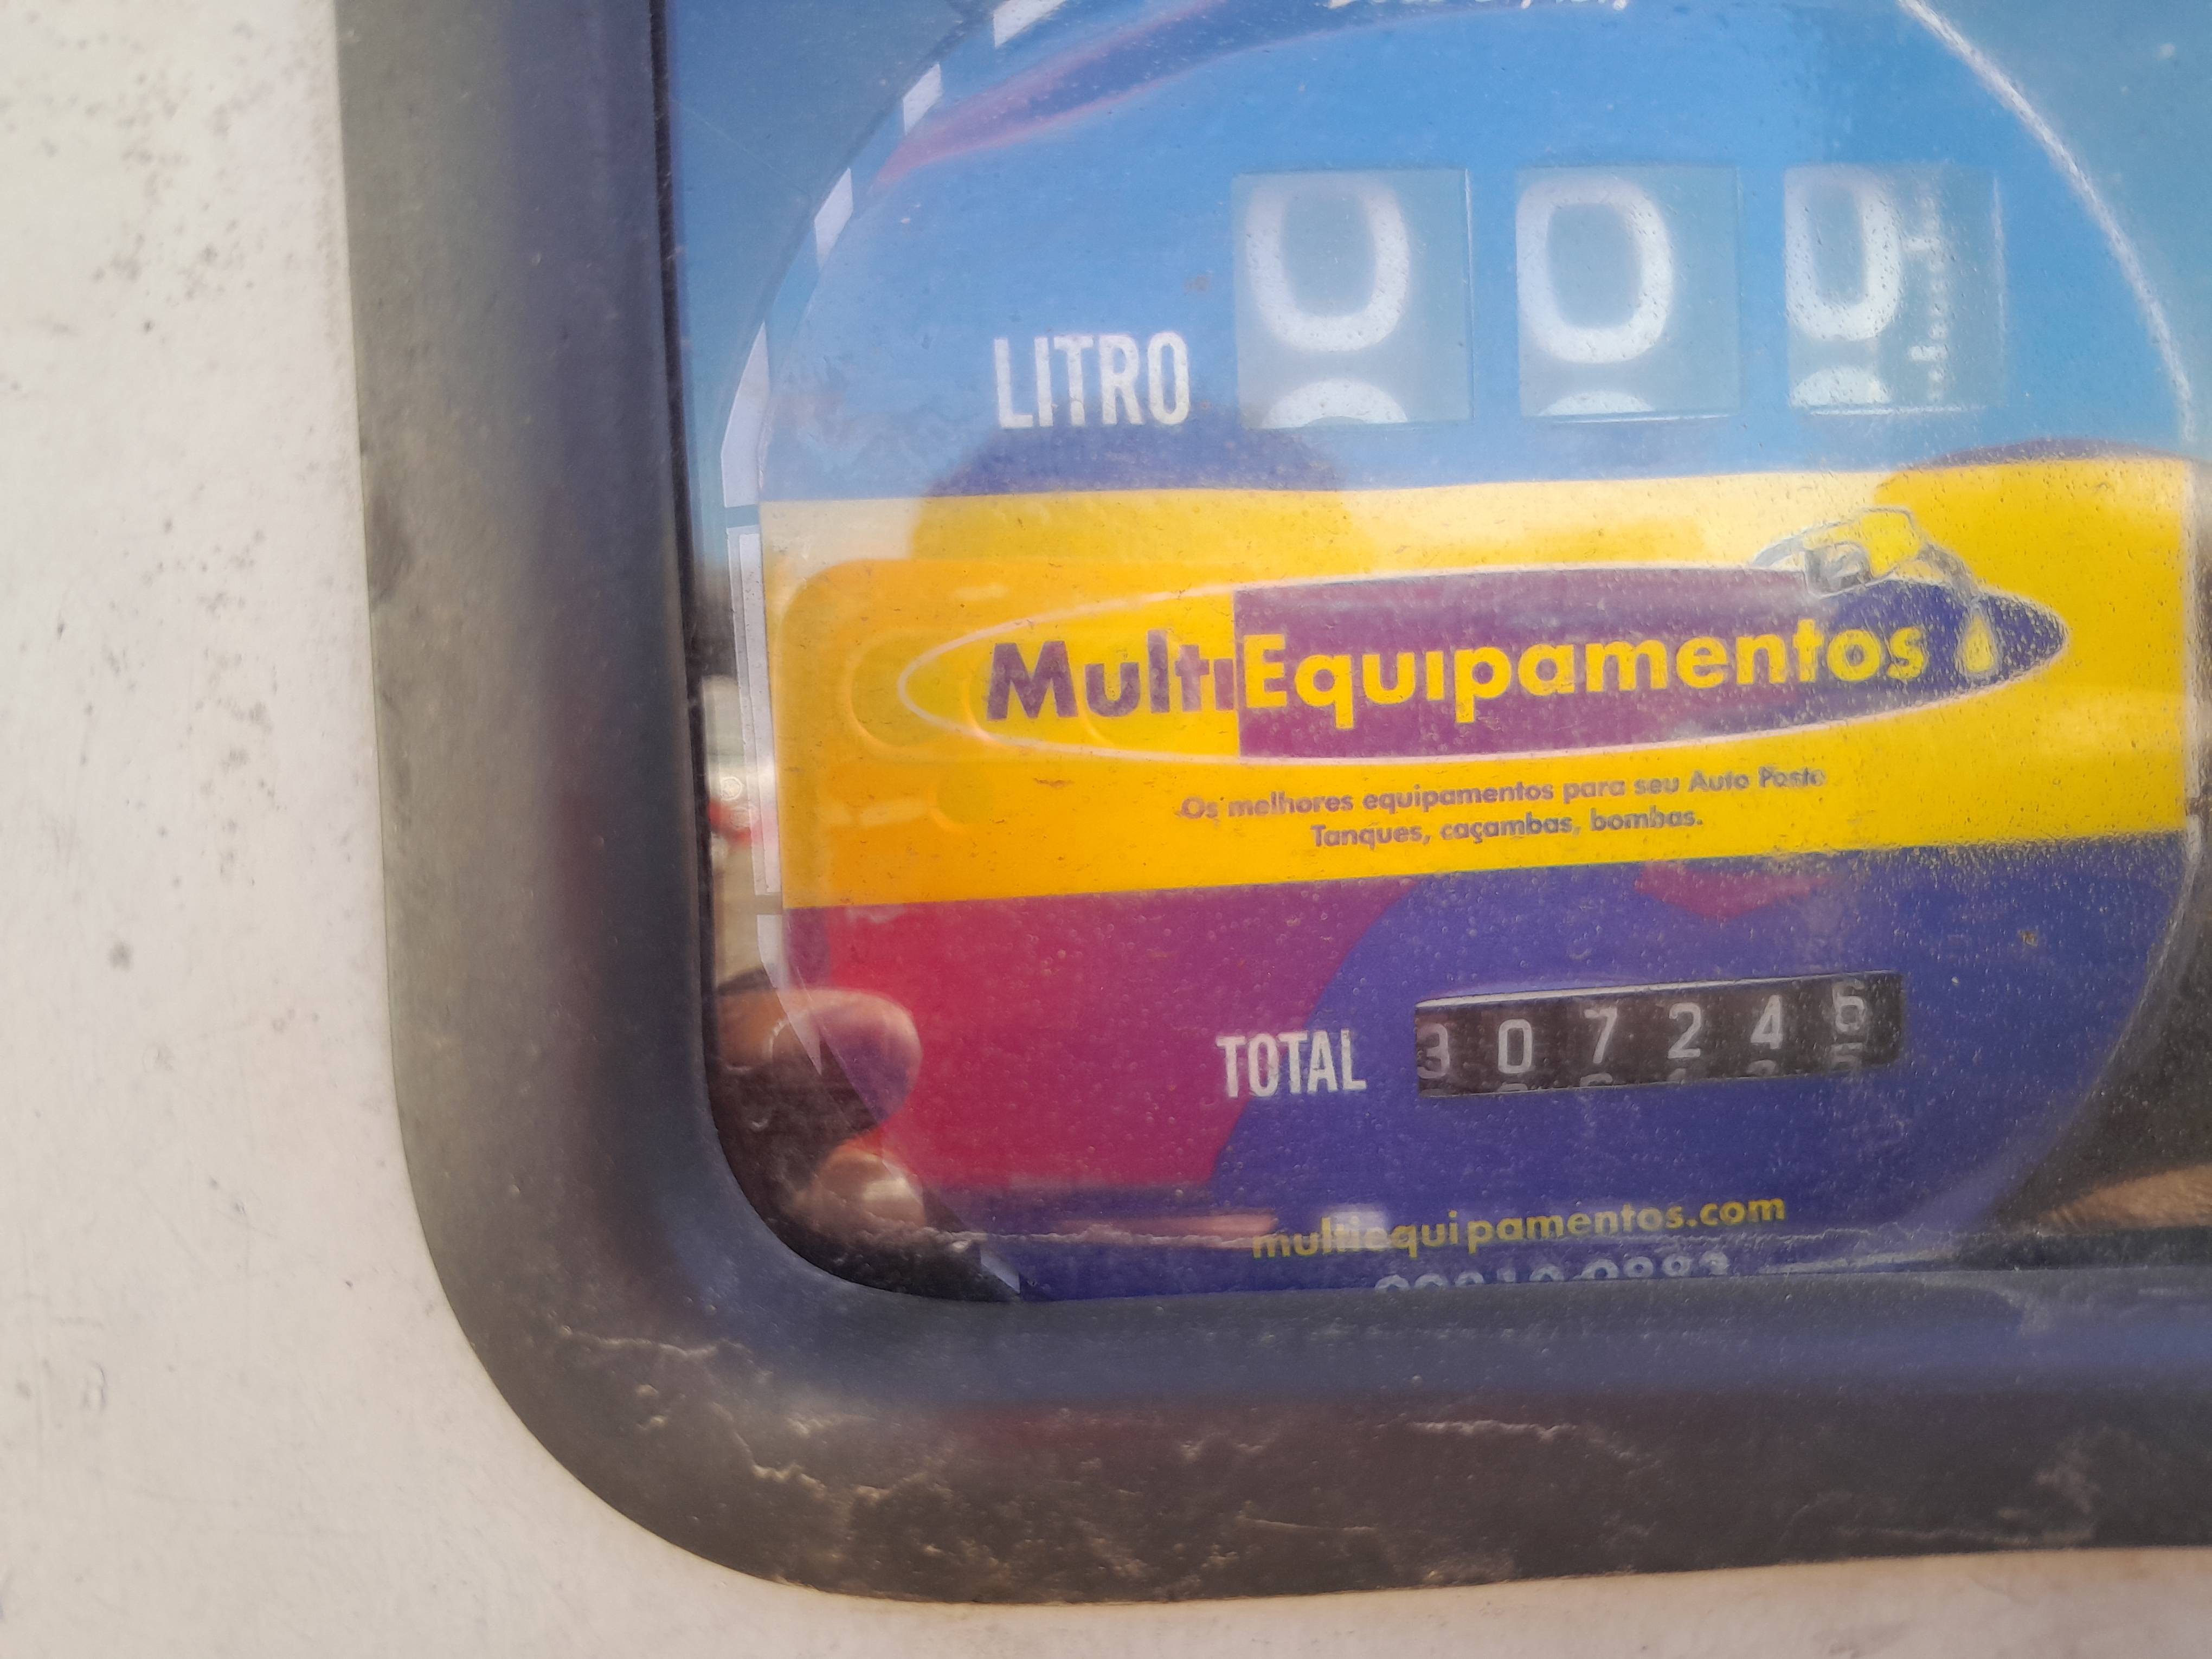 LITRO 0 0 0
MultiEquipamentos
Os melhores equipamentos para seu Auto Posto
Tanques, caçambas, bombas.
TOTAL 3 0 7 2 4 6
multiequipamentos.com